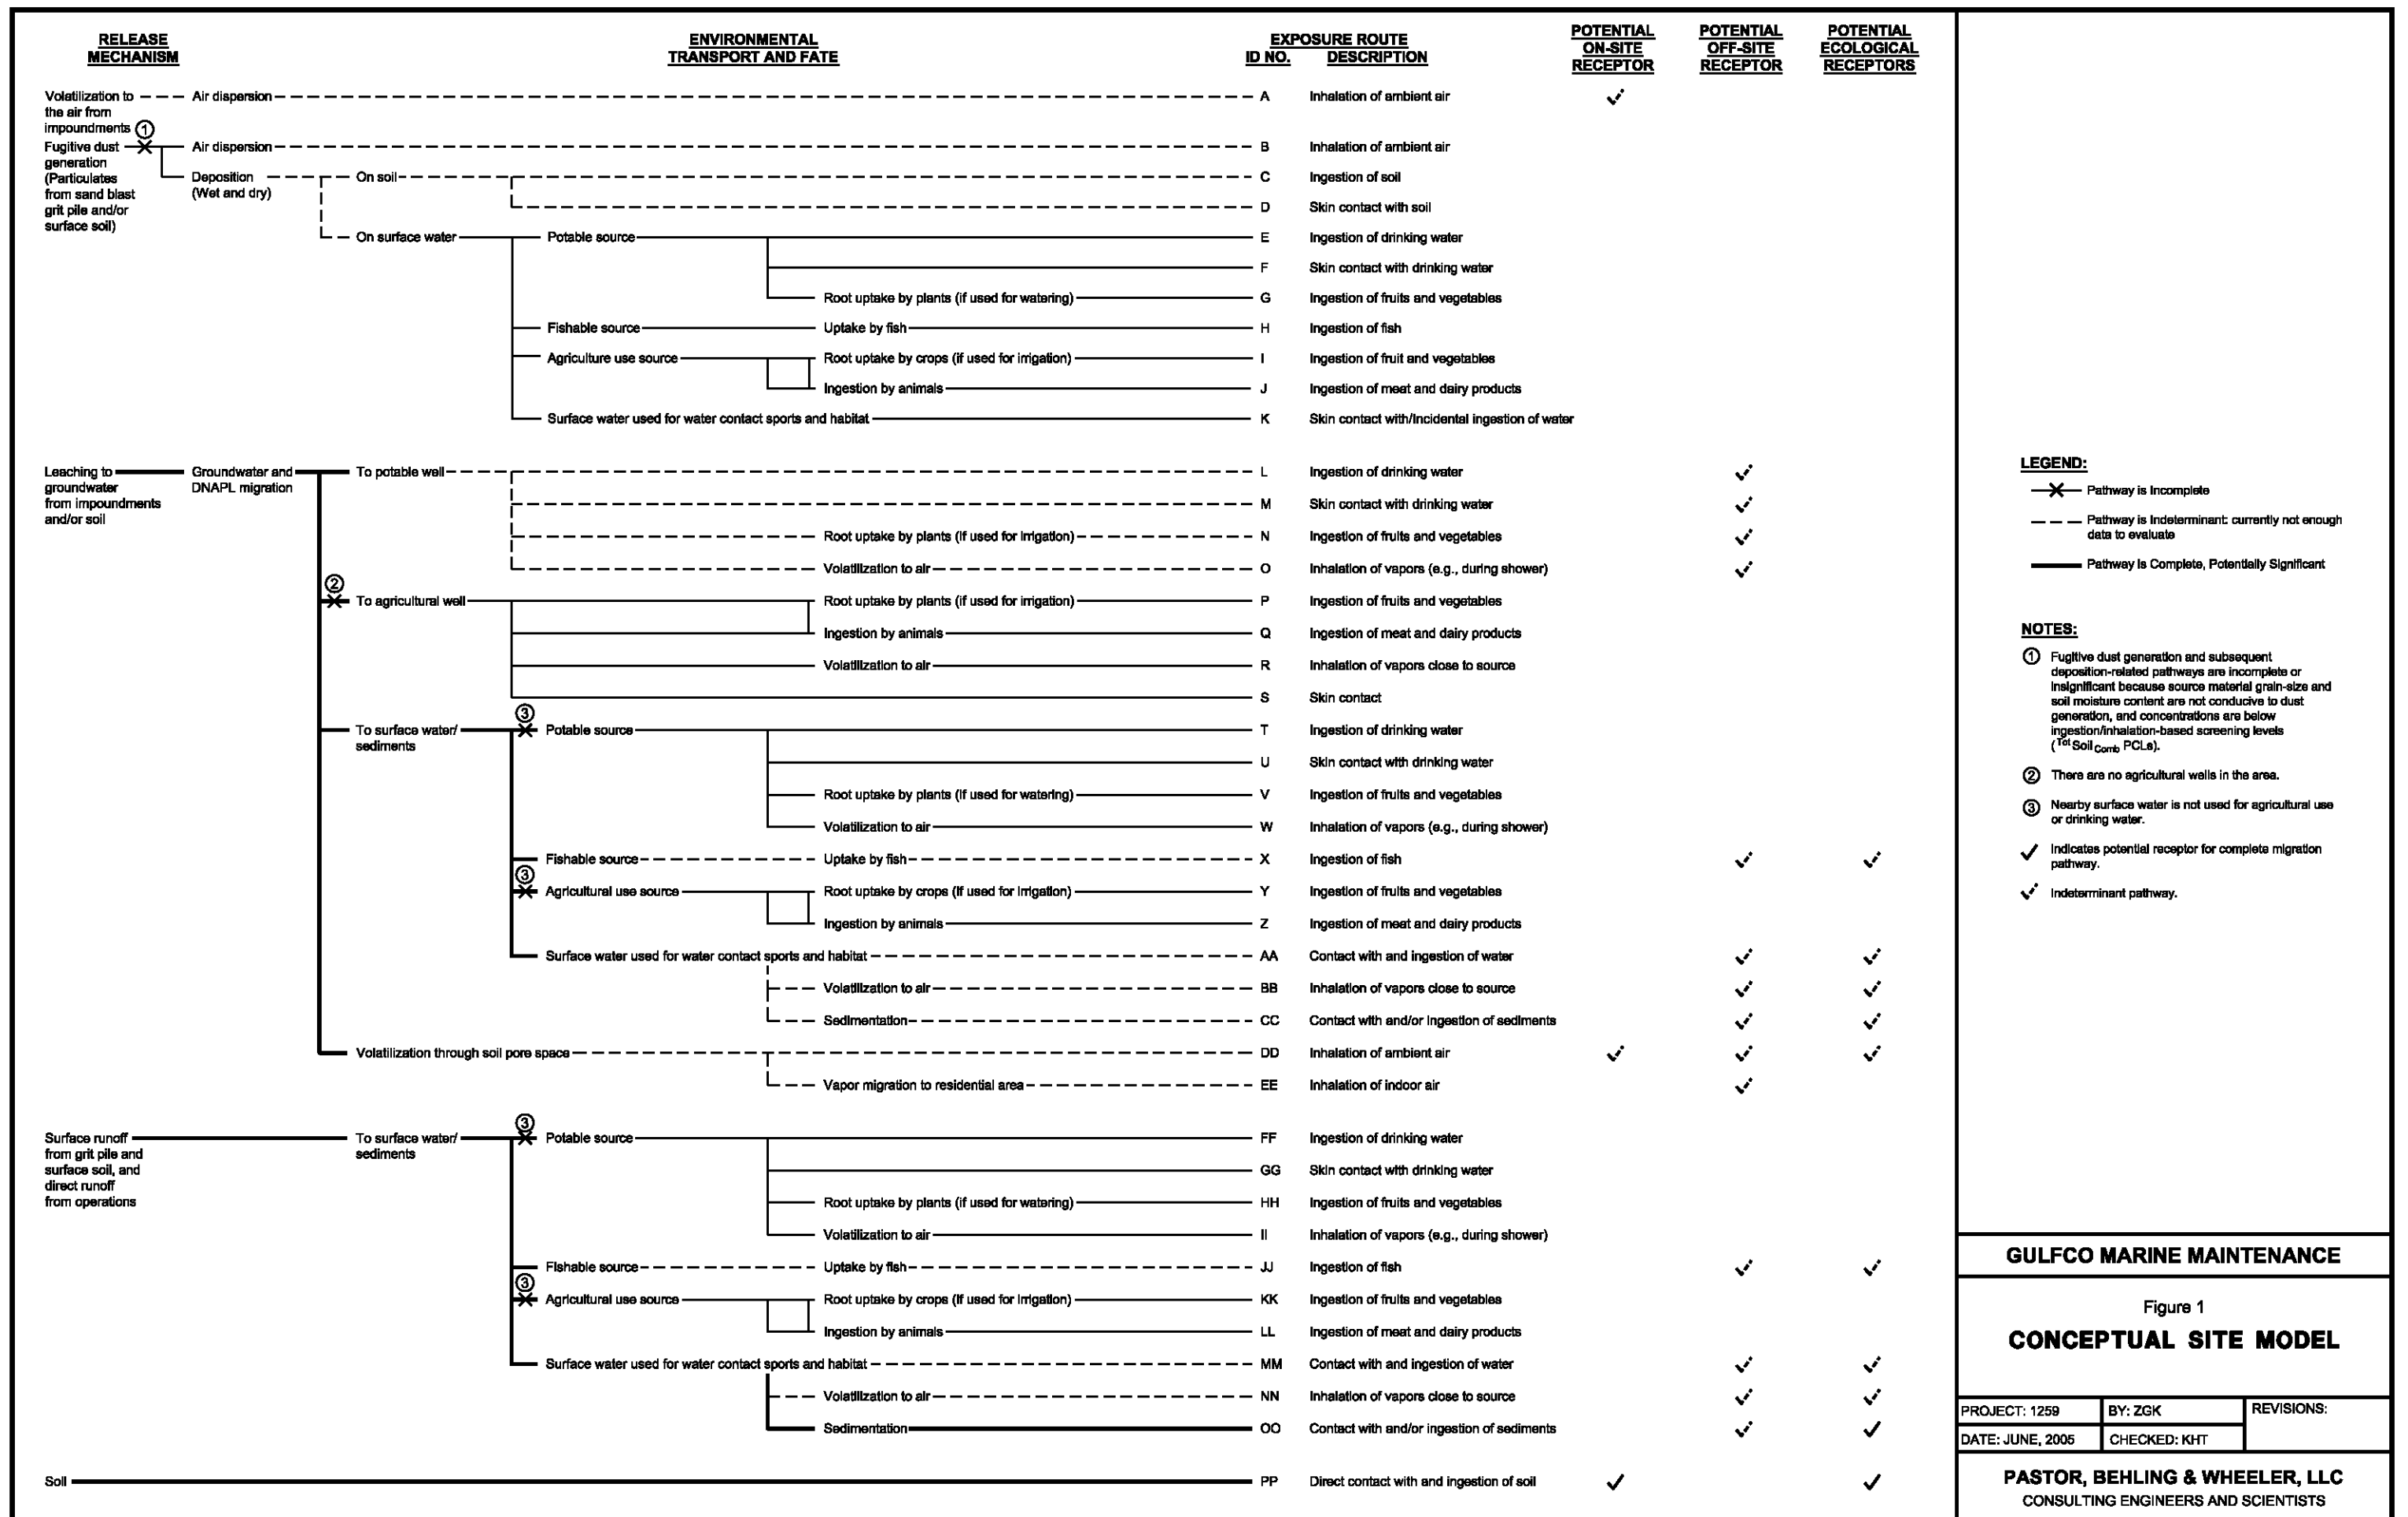 RELEASE
MECHANISM
ENVIRONMENTAL
TRANSPORT AND FATE
EXPOSURE ROUTE
ID NO. DESCRIPTION
POTENTIAL
ON-SITE
RECEPTOR
POTENTIAL
OFF-SITE
RECEPTOR
POTENTIAL
ECOLOGICAL
RECEPTORS
Volatilization to
the air from
impoundments
Air dispersion
A Inhalation of ambient air
1
Fugitive dust
generation
(Particulates
from sand blast
grit pile and/or
surface soil)
Air dispersion
B Inhalation of ambient air
Deposition
(Wet and dry)
On soil
C Ingestion of soil
D Skin contact with soil
On surface water
Potable source
E Ingestion of drinking water
F Skin contact with drinking water
Root uptake by plants (if used for watering)
G Ingestion of fruits and vegetables
Fishable source
Uptake by fish
H Ingestion of fish
Agriculture use source
Root uptake by crops (if used for irrigation)
I Ingestion of fruit and vegetables
Ingestion by animals
J Ingestion of meat and dairy products
Surface water used for water contact sports and habitat
K Skin contact with/Incidental ingestion of water
Leaching to
groundwater
from impoundments
and/or soil
Groundwater and
DNAPL migration
To potable well
L Ingestion of drinking water
M Skin contact with drinking water
Root uptake by plants (if used for irrigation)
N Ingestion of fruits and vegetables
Volatilization to air
O Inhalation of vapors (e.g., during shower)
2
To agricultural well
Root uptake by plants (if used for irrigation)
P Ingestion of fruits and vegetables
Ingestion by animals
Q Ingestion of meat and dairy products
Volatilization to air
R Inhalation of vapors close to source
S Skin contact
To surface water/
sediments
3
Potable source
T Ingestion of drinking water
U Skin contact with drinking water
Root uptake by plants (if used for watering)
V Ingestion of fruits and vegetables
Volatilization to air
W Inhalation of vapors (e.g., during shower)
Fishable source
Uptake by fish
X Ingestion of fish
3
Agricultural use source
Root uptake by crops (if used for irrigation)
Y Ingestion of fruits and vegetables
Ingestion by animals
Z Ingestion of meat and dairy products
Surface water used for water contact sports and habitat
AA Contact with and ingestion of water
Volatilization to air
BB Inhalation of vapors close to source
Sedimentation
CC Contact with and/or ingestion of sediments
Volatilization through soil pore space
DD Inhalation of ambient air
Vapor migration to residential area
EE Inhalation of indoor air
Surface runoff
from grit pile and
surface soil, and
direct runoff
from operations
To surface water/
sediments
3
Potable source
FF Ingestion of drinking water
GG Skin contact with drinking water
Root uptake by plants (if used for watering)
HH Ingestion of fruits and vegetables
Volatilization to air
II Inhalation of vapors (e.g., during shower)
Fishable source
Uptake by fish
JJ Ingestion of fish
3
Agricultural use source
Root uptake by crops (if used for irrigation)
KK Ingestion of fruits and vegetables
Ingestion by animals
LL Ingestion of meat and dairy products
Surface water used for water contact sports and habitat
MM Contact with and ingestion of water
Volatilization to air
NN Inhalation of vapors close to source
Sedimentation
OO Contact with and/or ingestion of sediments
Soil
PP Direct contact with and ingestion of soil
LEGEND:
Pathway is Incomplete
Pathway is Indeterminant: currently not enough
data to evaluate
Pathway is Complete, Potentially Significant
NOTES:
1 Fugitive dust generation and subsequent
deposition-related pathways are incomplete or
insignificant because source material grain-size and
soil moisture content are not conducive to dust
generation, and concentrations are below
ingestion/inhalation-based screening levels
(Tot Soil Comb PCLs).
2 There are no agricultural wells in the area.
3 Nearby surface water is not used for agricultural use
or drinking water.
✓ Indicates potential receptor for complete migration
pathway.
Indeterminant pathway.
GULFCO MARINE MAINTENANCE
Figure 1
CONCEPTUAL SITE MODEL
PROJECT: 1259 BY: ZGK REVISIONS:
DATE: JUNE, 2005 CHECKED: KHT
PASTOR, BEHLING & WHEELER, LLC
CONSULTING ENGINEERS AND SCIENTISTS